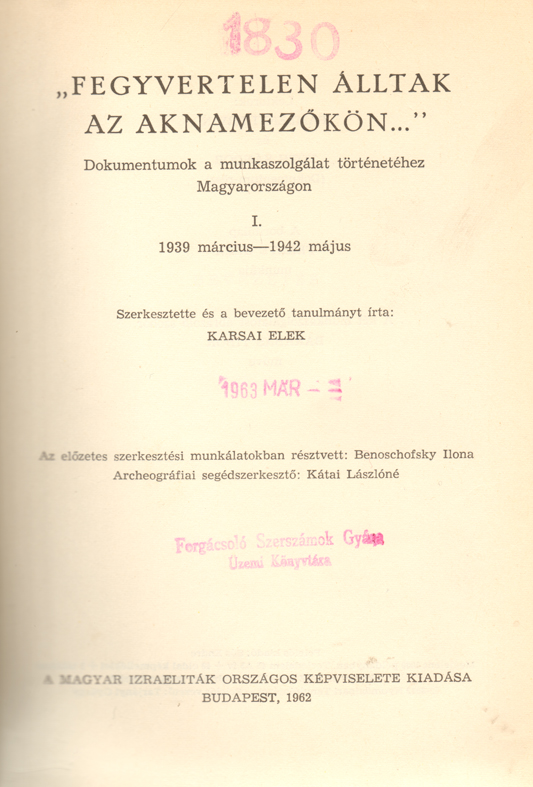 1830
„FEGYVERTELEN ÁLLTAK
AZ AKNAMEZŐKÖN...”
Dokumentumok a munkaszolgálat történetéhez
Magyarországon
I.
1939 március—1942 május
Szerkesztette és a bevezető tanulmányt írta:
KARSAI ELEK
1963 MÁR
Az előzetes szerkesztési munkálatokban résztvett: Benoschofsky Ilona
Archeográfiai segédszerkesztő: Kátai Lászlóné
Forgácsoló Szerszámok Gyára
Üzemi Könyvtára
A MAGYAR IZRAELITÁK ORSZÁGOS KÉPVISELETE KIADÁSA
BUDAPEST, 1962